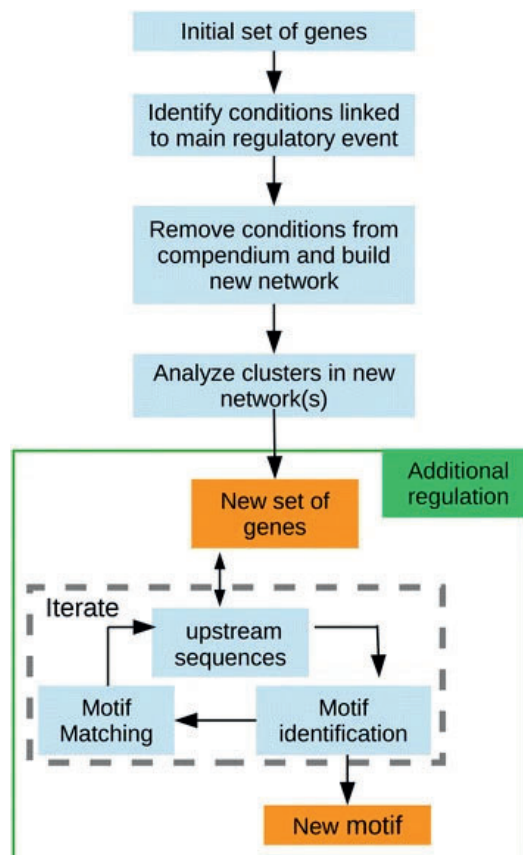 Initial set of genes
Identify conditions linked
to main regulatory event
Remove conditions from
compendium and build
new network
Analyze clusters in new
network(s)
Additional
regulation
New set of
genes
Iterate
upstream
sequences
Motif
Matching
Motif
identification
New motif